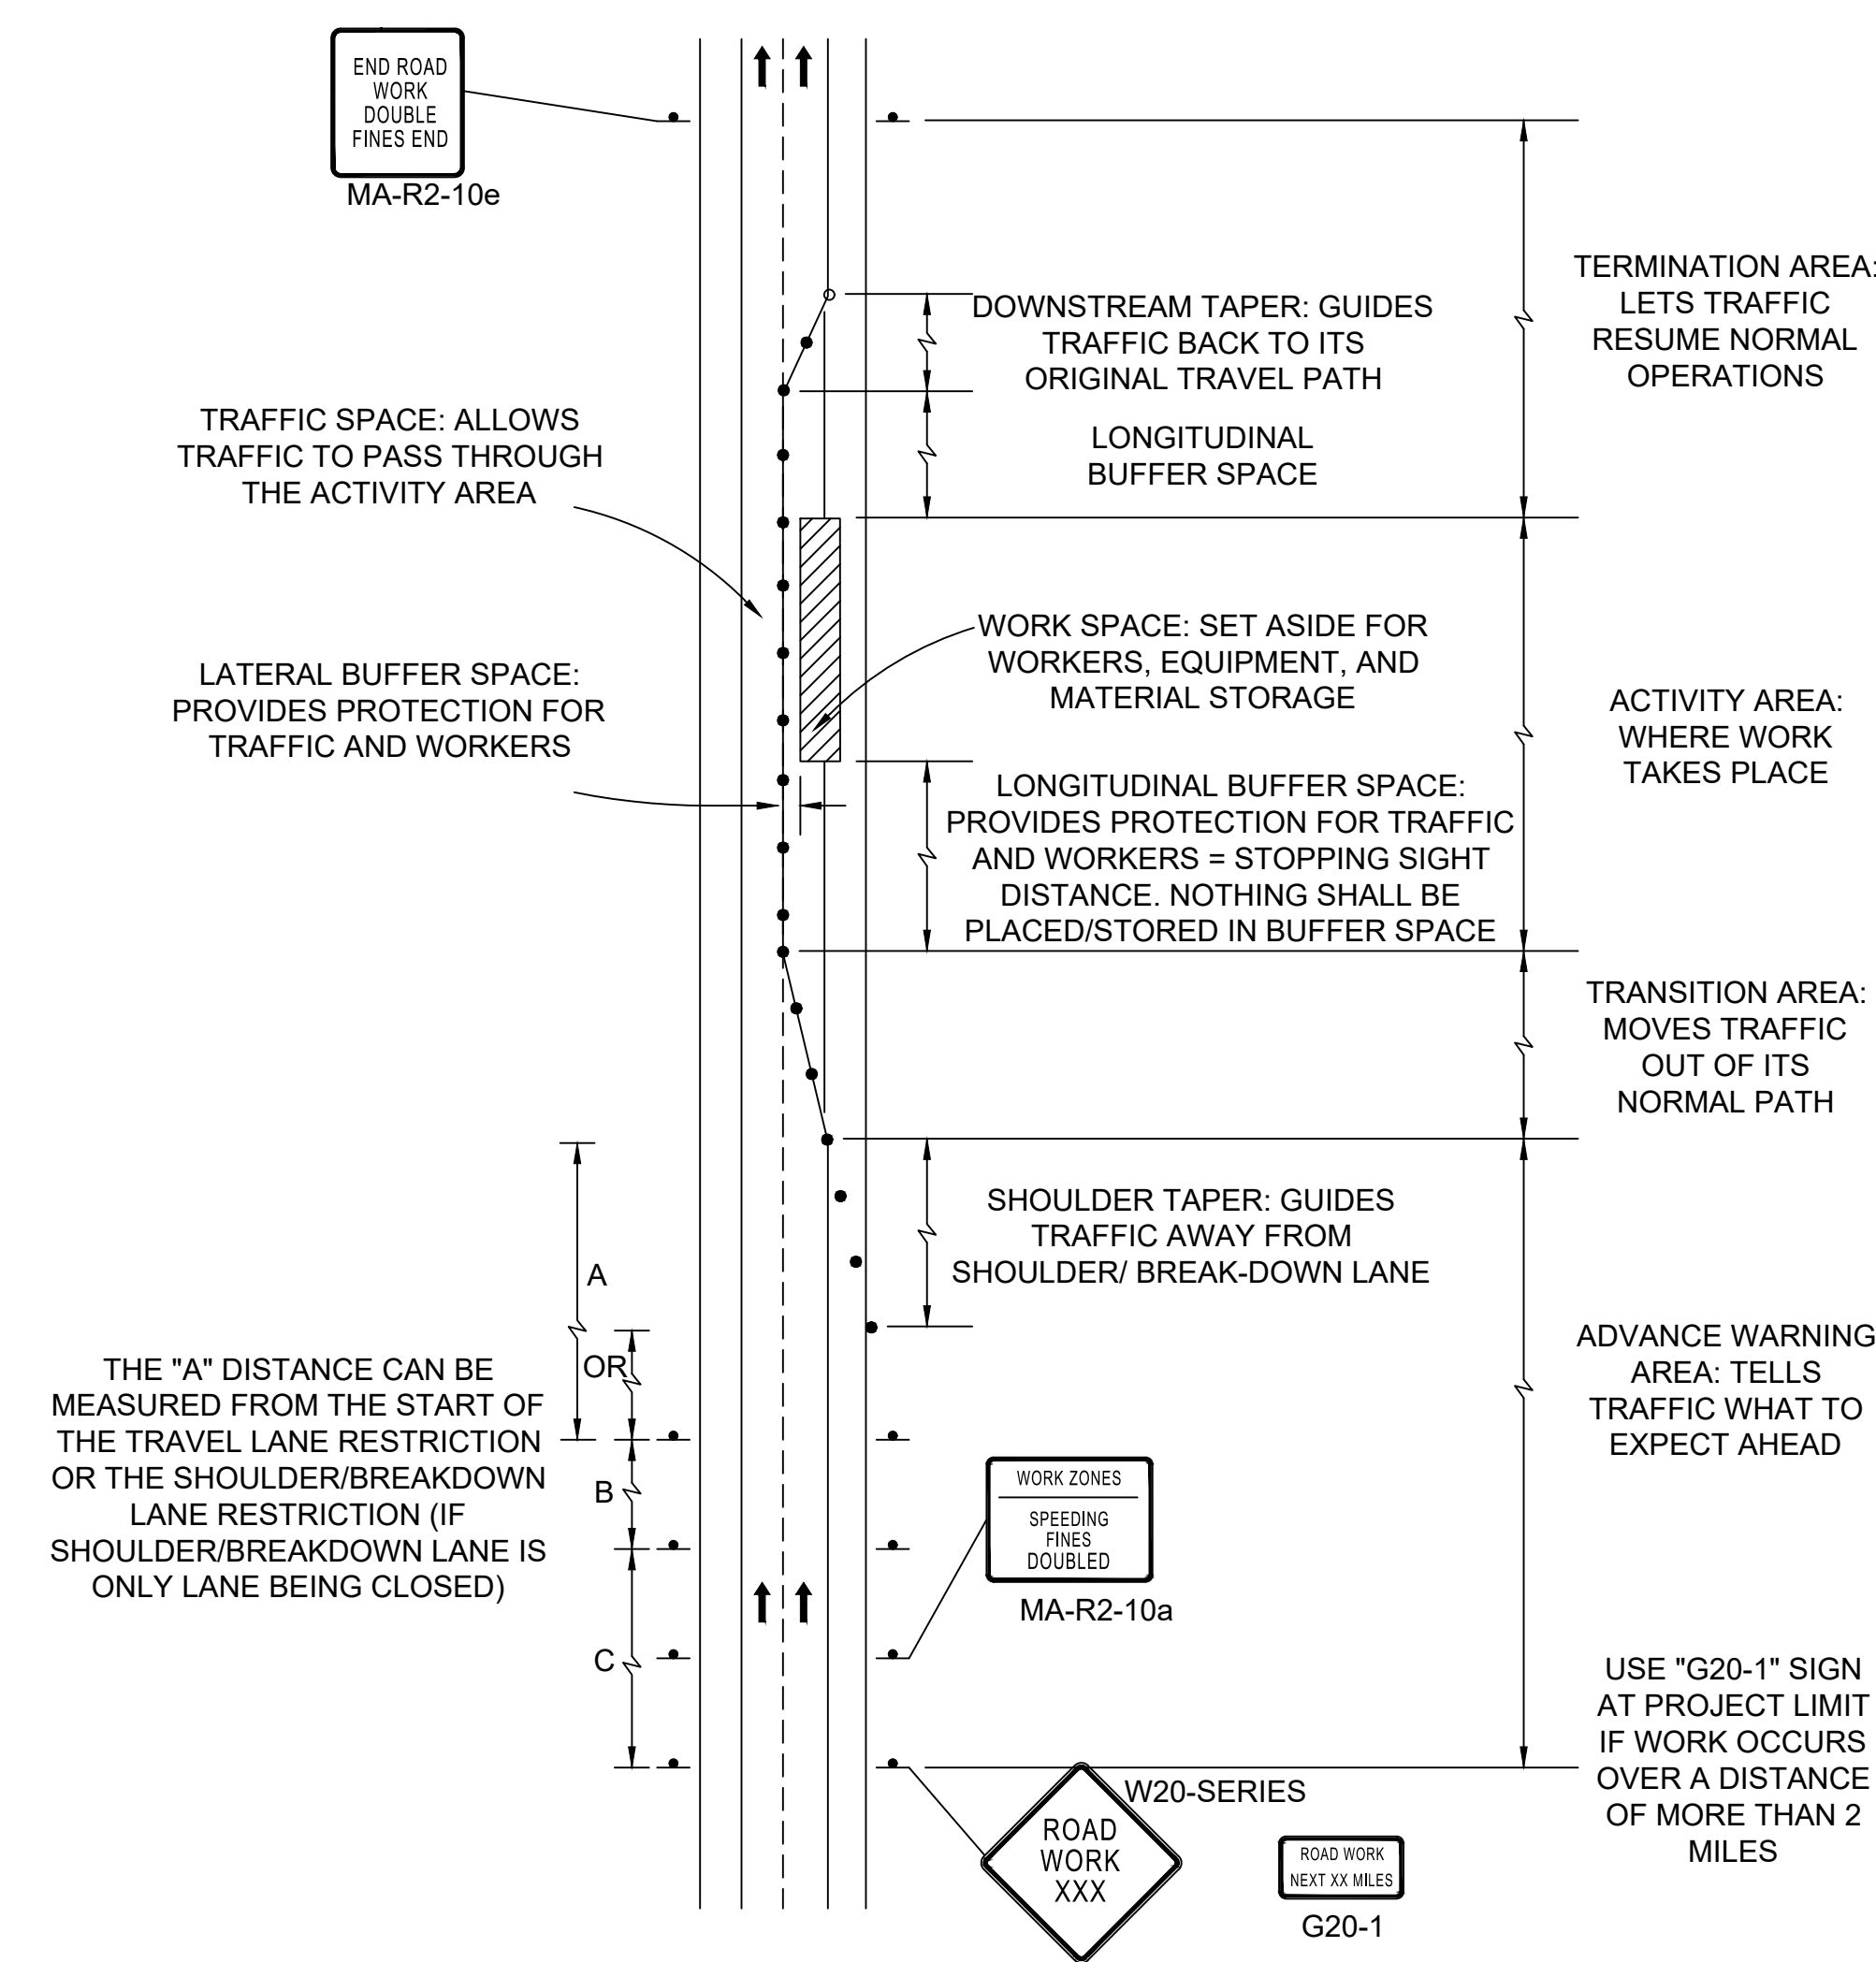 END ROAD
WORK
DOUBLE
FINES END
MA-R2-10e
TERMINATION AREA:
LETS TRAFFIC
RESUME NORMAL
OPERATIONS
DOWNSTREAM TAPER: GUIDES
TRAFFIC BACK TO ITS
ORIGINAL TRAVEL PATH
TRAFFIC SPACE: ALLOWS
TRAFFIC TO PASS THROUGH
THE ACTIVITY AREA
LONGITUDINAL
BUFFER SPACE
WORK SPACE: SET ASIDE FOR
WORKERS, EQUIPMENT, AND
MATERIAL STORAGE
LATERAL BUFFER SPACE:
PROVIDES PROTECTION FOR
TRAFFIC AND WORKERS
ACTIVITY AREA:
WHERE WORK
TAKES PLACE
LONGITUDINAL BUFFER SPACE:
PROVIDES PROTECTION FOR TRAFFIC
AND WORKERS = STOPPING SIGHT
DISTANCE. NOTHING SHALL BE
PLACED/STORED IN BUFFER SPACE
TRANSITION AREA:
MOVES TRAFFIC
OUT OF ITS
NORMAL PATH
SHOULDER TAPER: GUIDES
TRAFFIC AWAY FROM
SHOULDER/ BREAK-DOWN LANE
A
OR
B
C
THE "A" DISTANCE CAN BE
MEASURED FROM THE START OF
THE TRAVEL LANE RESTRICTION
OR THE SHOULDER/BREAKDOWN
LANE RESTRICTION (IF
SHOULDER/BREAKDOWN LANE IS
ONLY LANE BEING CLOSED)
ADVANCE WARNING
AREA: TELLS
TRAFFIC WHAT TO
EXPECT AHEAD
WORK ZONES
SPEEDING
FINES
DOUBLED
MA-R2-10a
USE "G20-1" SIGN
AT PROJECT LIMIT
IF WORK OCCURS
OVER A DISTANCE
OF MORE THAN 2
MILES
W20-SERIES
ROAD
WORK
XXX
ROAD WORK
NEXT XX MILES
G20-1